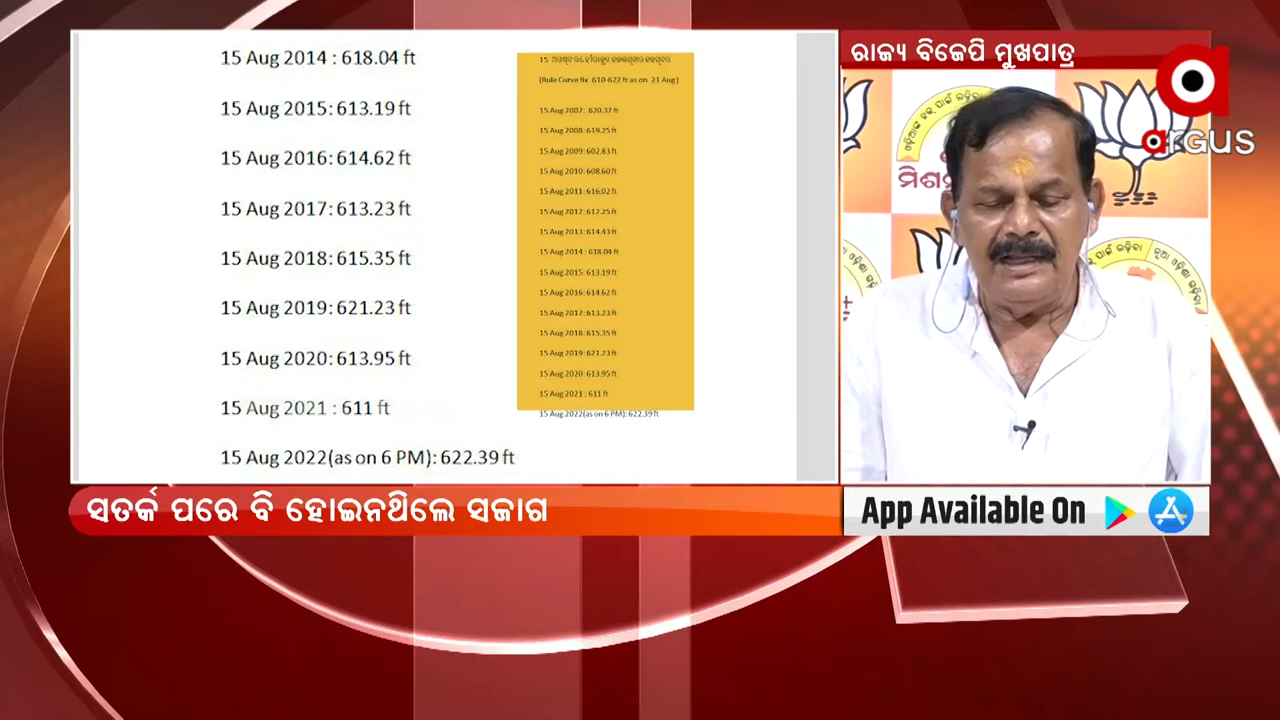 15 Aug 2014 : 618.04 ft
15 Aug 2015: 613.19 ft
15 Aug 2016: 614.62 ft
15 Aug 2017: 613.23 ft
15 Aug 2018: 615.35 ft
15 Aug 2019: 621.23 ft
15 Aug 2020: 613.95 ft
15 Aug 2021 : 611 ft
15 Aug 2022(as on 6 PM): 622.39 ft
(Rule Curve fix 610-622 ft as on 21 Aug)
15 Aug 2007: 620.37 ft
15 Aug 2008: 619.25 ft
15 Aug 2009: 602.83 ft
15 Aug 2010: 608.60 ft
15 Aug 2011: 616.02 ft
15 Aug 2012: 612.25 ft
15 Aug 2013: 614.43 ft
15 Aug 2014 : 618.04 ft
15 Aug 2015: 613.19 ft
15 Aug 2016: 614.62 ft
15 Aug 2017: 613.23 ft
15 Aug 2018: 615.35 ft
15 Aug 2019: 621.23 ft
15 Aug 2020: 613.95 ft
15 Aug 2021 : 611 ft
15 Aug 2022(as on 6 PM): 622.39 ft
ରାଜ୍ୟ ବିଜେପି ମୁଖପାତ୍ର
argus
ସତର୍କ ପରେ ବି ହୋଇନଥିଲେ ସଜାଗ
App Available On